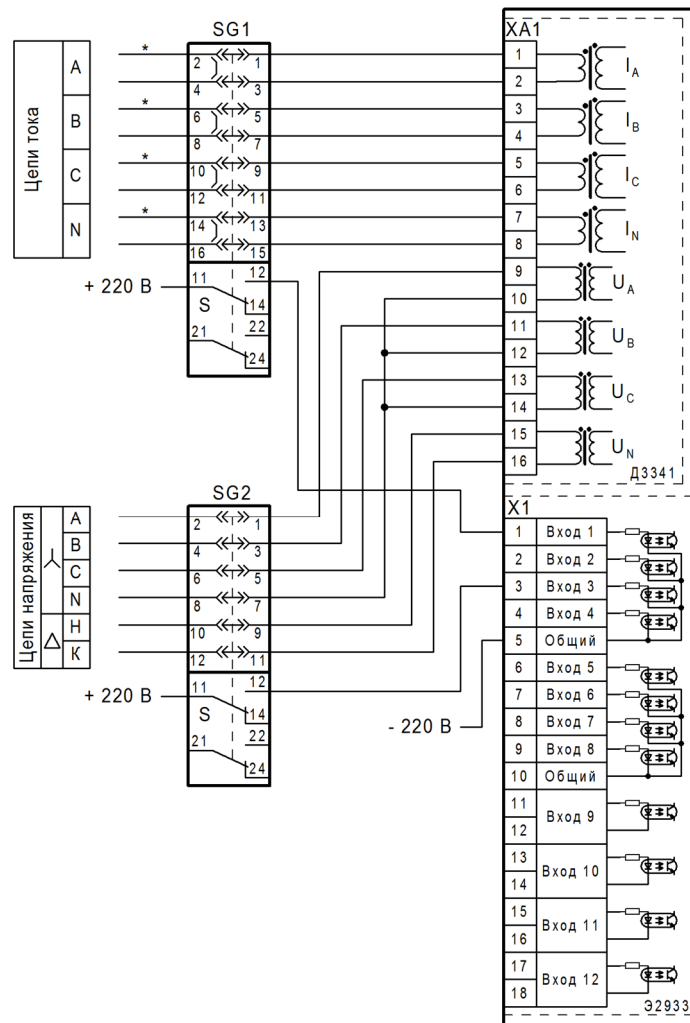 SG1
XA1
Цепи тока
A
B
C
N
*
*
*
*
2
1
4
3
6
5
8
7
10
9
12
11
14
13
16
15
11
12
S
14
21
22
24
+ 220 В
1
2
3
4
5
6
7
8
9
10
11
12
13
14
15
16
I A
I B
I C
I N
U A
U B
U C
U N
Д3341
SG2
Цепи напряжения
A
B
C
N
Н
К
2
1
4
3
6
5
8
7
10
9
12
11
11
12
S
14
21
22
24
+ 220 В
- 220 В
X1
1 Вход 1
2 Вход 2
3 Вход 3
4 Вход 4
5 Общий
6 Вход 5
7 Вход 6
8 Вход 7
9 Вход 8
10 Общий
11
Вход 9
12
13
Вход 10
14
15
Вход 11
16
17
Вход 12
18
Э2933